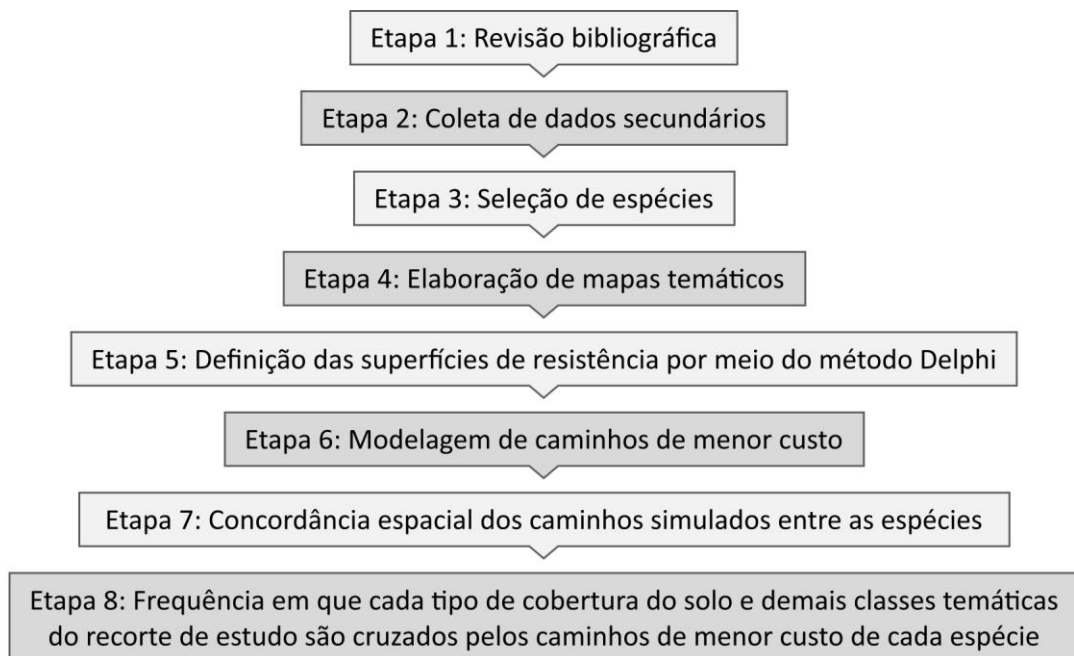 Etapa 1: Revisão bibliográfica
Etapa 2: Coleta de dados secundários
Etapa 3: Seleção de espécies
Etapa 4: Elaboração de mapas temáticos
Etapa 5: Definição das superfícies de resistência por meio do método Delphi
Etapa 6: Modelagem de caminhos de menor custo
Etapa 7: Concordância espacial dos caminhos simulados entre as espécies
Etapa 8: Frequência em que cada tipo de cobertura do solo e demais classes temáticas
do recorte de estudo são cruzados pelos caminhos de menor custo de cada espécie